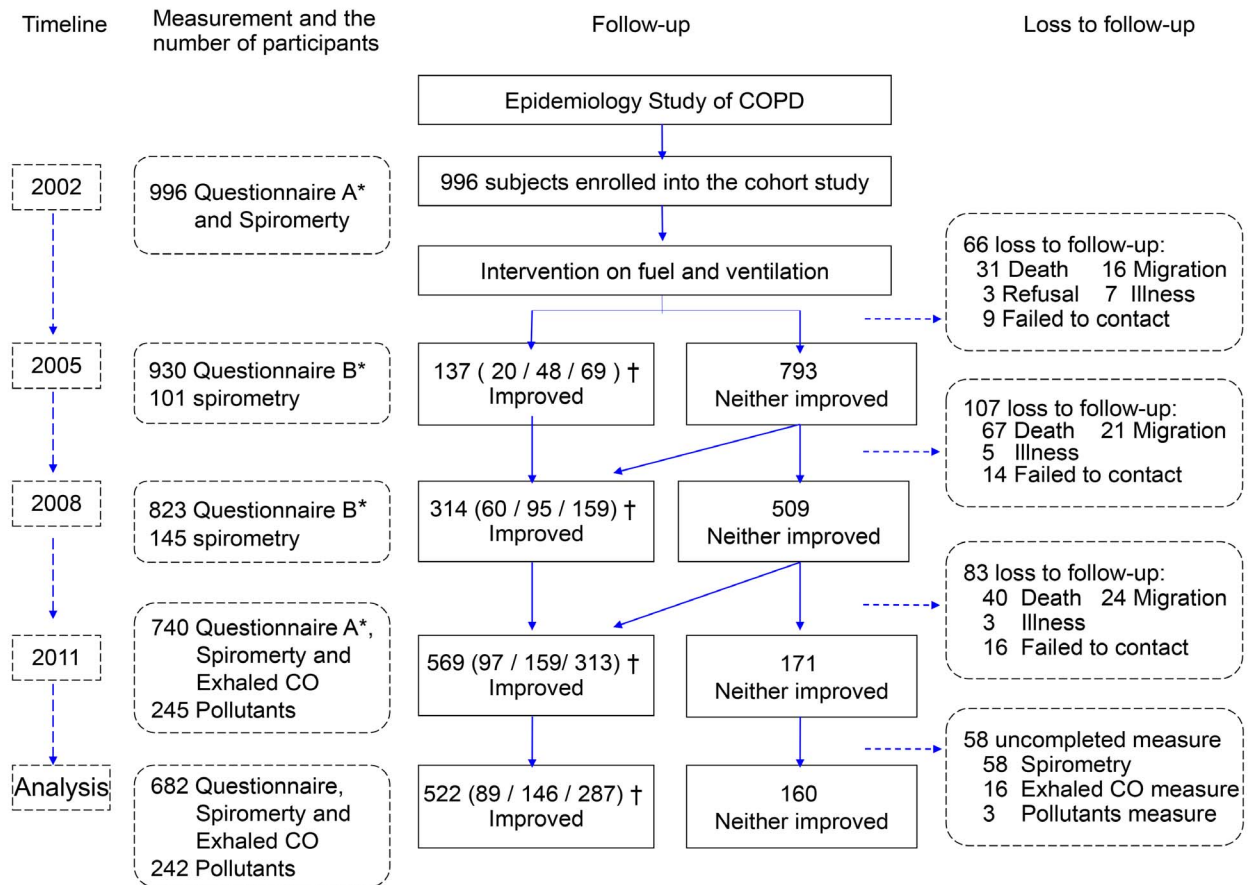 Timeline
Measurement and the
number of participants
Follow-up
Loss to follow-up
Epidemiology Study of COPD
2002
996 Questionnaire A*
and Spiromerty
996 subjects enrolled into the cohort study
Intervention on fuel and ventilation
66 loss to follow-up:
31 Death 16 Migration
3 Refusal 7 Illness
9 Failed to contact
2005
930 Questionnaire B*
101 spirometry
137 ( 20 / 48 / 69 ) †
Improved
793
Neither improved
107 loss to follow-up:
67 Death 21 Migration
5 Illness
14 Failed to contact
2008
823 Questionnaire B*
145 spirometry
314 (60 / 95 / 159) †
Improved
509
Neither improved
83 loss to follow-up:
40 Death 24 Migration
3 Illness
16 Failed to contact
2011
740 Questionnaire A*,
Spiromerty and
Exhaled CO
245 Pollutants
569 (97 / 159/ 313) †
Improved
171
Neither improved
58 uncompleted measure
58 Spirometry
16 Exhaled CO measure
3 Pollutants measure
Analysis
682 Questionnaire,
Spiromerty and
Exhaled CO
242 Pollutants
522 (89 / 146 / 287) †
Improved
160
Neither improved